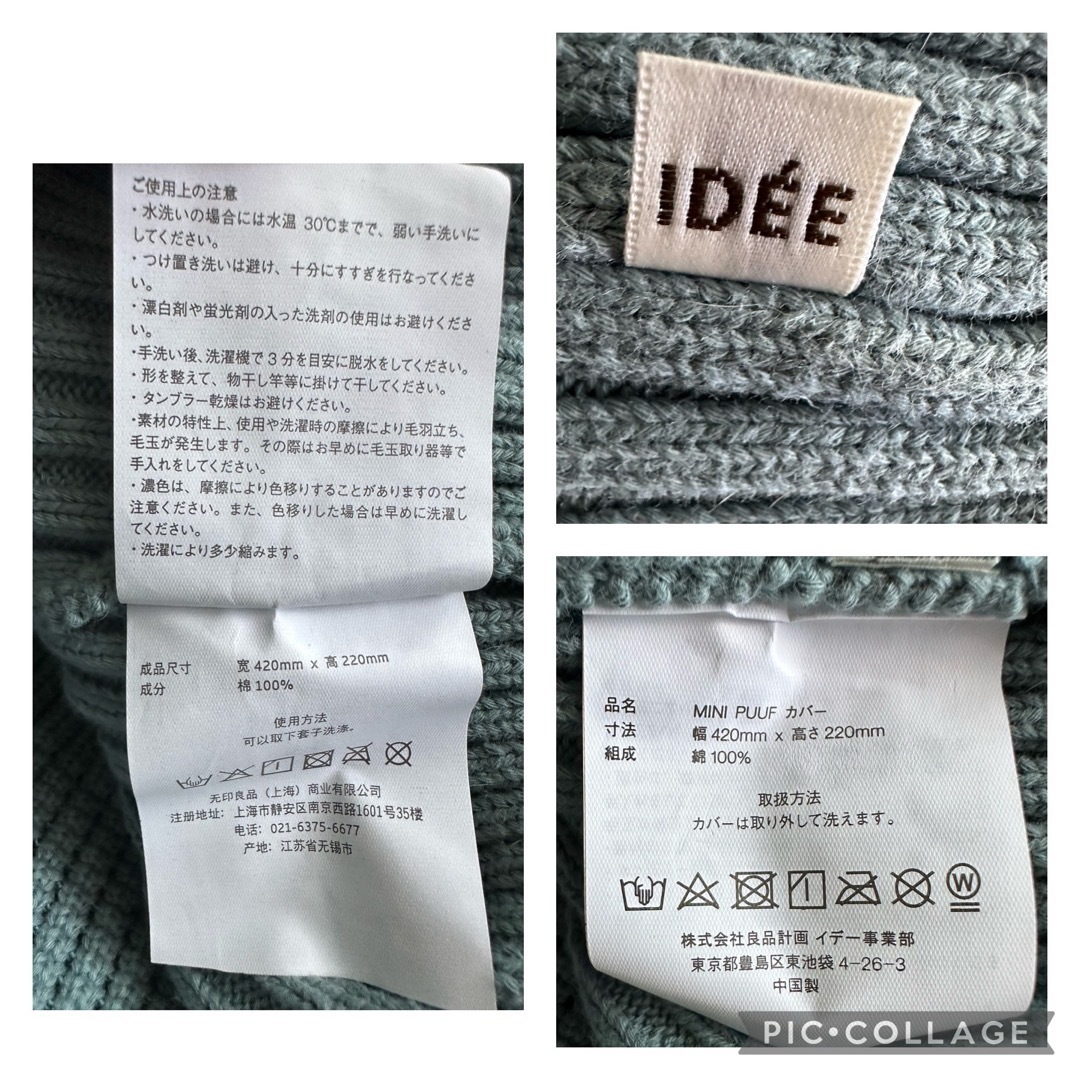 ご使用上の注意
・水洗いの場合には水温 30℃までで、弱い手洗いに
してください。
・つけ置き洗いは避け、十分にすすぎを行なってくださ
い。
・漂白剤や蛍光剤の入った洗剤の使用はお避けくださ
い。
・手洗い後、洗濯機で3分を目安に脱水をしてください。
・形を整えて、物干し竿等に掛けて干してください。
・タンブラー乾燥はお避けください。
・素材の特性上、使用や洗濯時の摩擦により毛羽立ち、
毛玉が発生します。その際はお早めに毛玉取り器等で
手入れをしてください。
・濃色は、摩擦により色移りすることがありますのでご
注意ください。また、色移りした場合は早めに洗濯し
てください。
・洗濯により多少縮みます。
成品尺寸 宽 420mm x 高 220mm
成分 棉 100%
使用方法
可以取下套子洗涤.
无印良品（上海）商业有限公司
注册地址：上海市静安区南京西路1601号35楼
电话：021-6375-6677
产地：江苏省无锡市
IDÉE
品名 MINI PUUF カバー
寸法 幅 420mm x 高さ 220mm
組成 綿 100%
取扱方法
カバーは取り外して洗えます。
W
株式会社良品計画 イデー事業部
東京都豊島区東池袋 4-26-3
中国製
PIC•COLLAGE